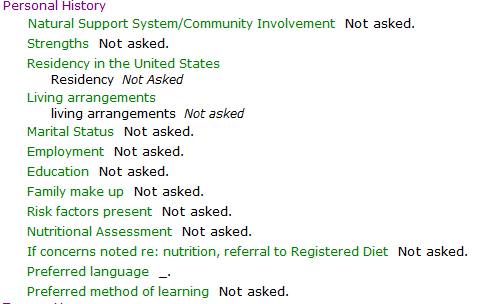 Personal History
Natural Support System/Community Involvement Not asked.
Strengths Not asked.
Residency in the United States
Residency Not Asked
Living arrangements
living arrangements Not asked
Marital Status Not asked.
Employment Not asked.
Education Not asked.
Family make up Not asked.
Risk factors present Not asked.
Nutritional Assessment Not asked.
If concerns noted re: nutrition, referral to Registered Diet Not asked.
Preferred language _.
Preferred method of learning Not asked.